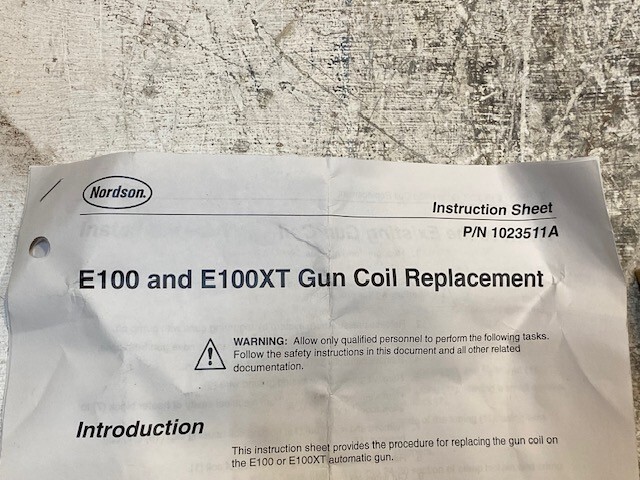 Nordson.
Instruction Sheet
P/N 1023511A
E100 and E100XT Gun Coil Replacement
WARNING: Allow only qualified personnel to perform the following tasks.
Follow the safety instructions in this document and all other related
documentation.
Introduction
This instruction sheet provides the procedure for replacing the gun coil on
the E100 or E100XT automatic gun.